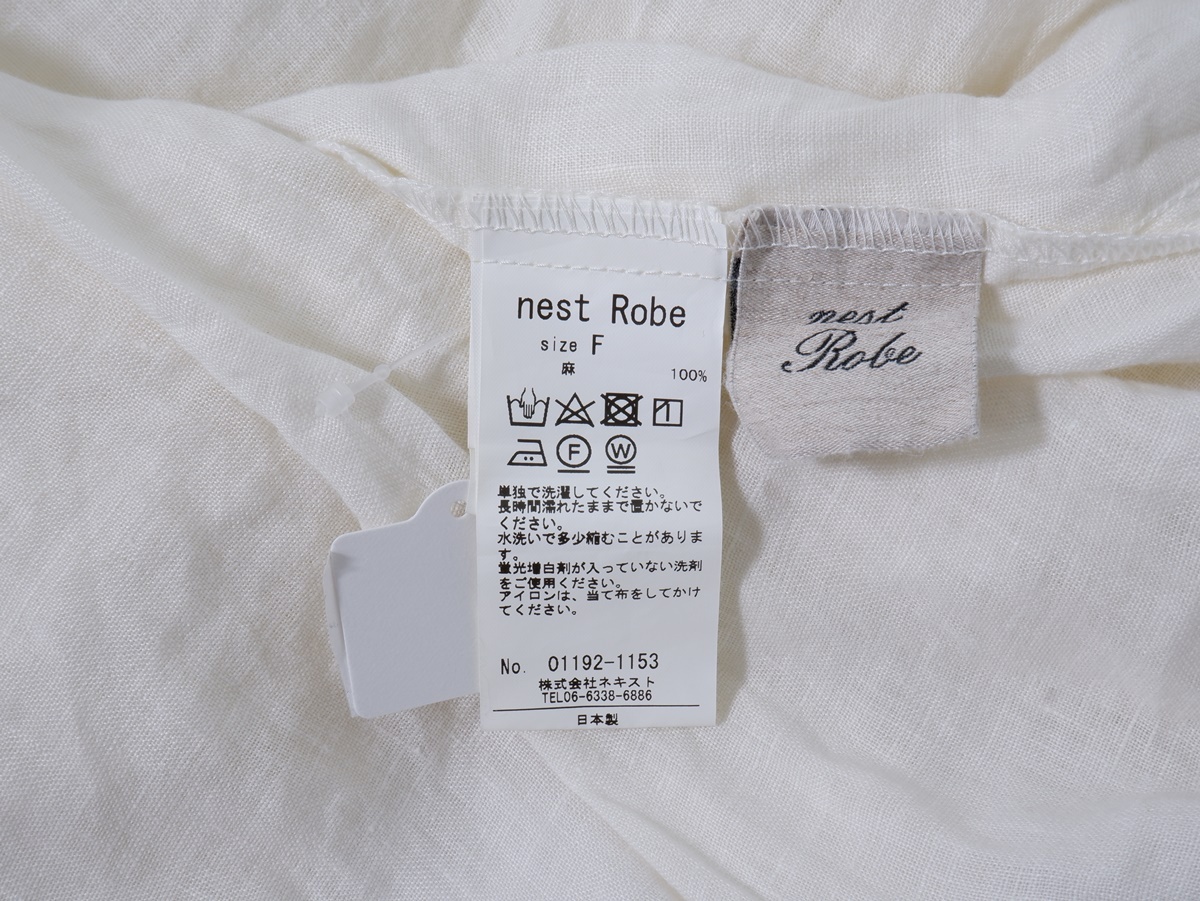 nest Robe
size F
麻
100%
F W
単独で洗濯してください。
長時間濡れたままで置かないで
ください。
水洗いで多少縮むことがありま
す。
蛍光増白剤が入っていない洗剤
をご使用ください。
アイロンは、当て布をしてかけ
てください。
No. 01192-1153
株式会社ネキスト
TEL06-6338-6886
日本製
nest
Robe